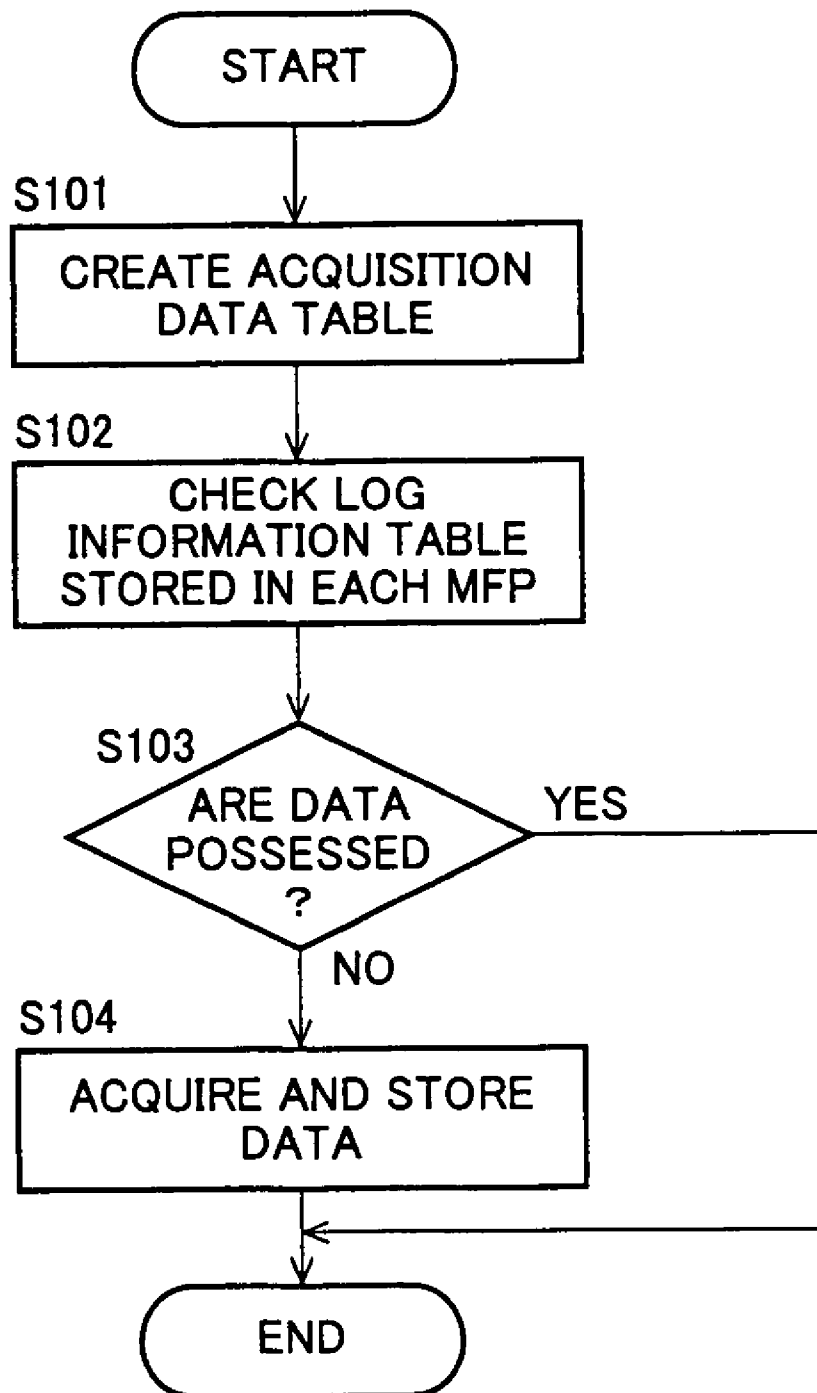 START
S101
CREATE ACQUISITION
DATA TABLE
S102
CHECK LOG
INFORMATION TABLE
STORED IN EACH MFP
S103
ARE DATA
POSSESSED
?
YES
NO
S104
ACQUIRE AND STORE
DATA
END